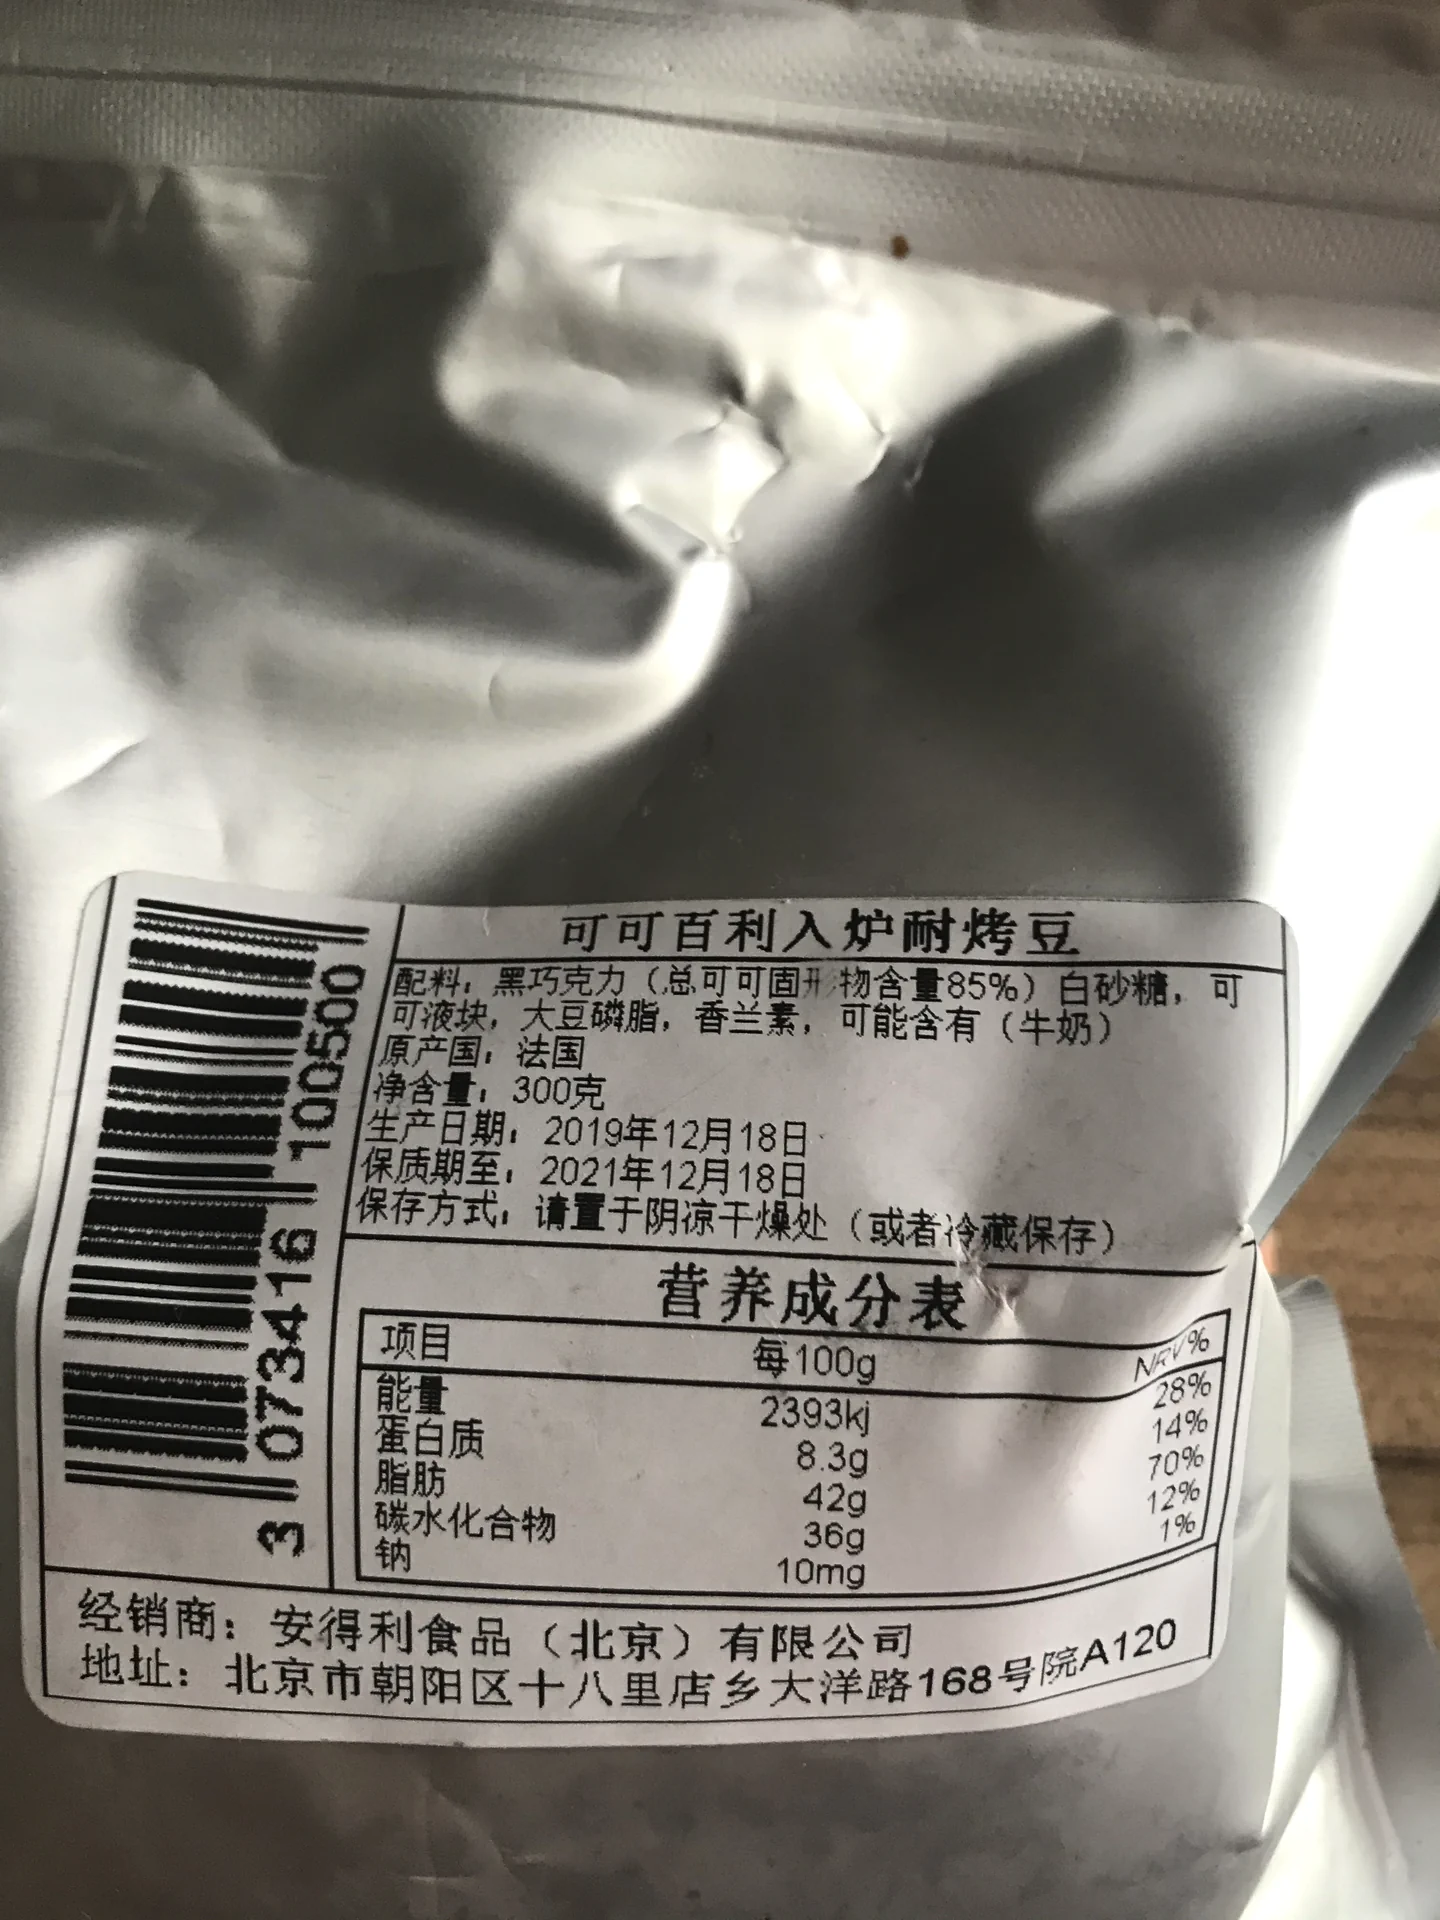 可可百利入炉耐烤豆
配料：黑巧克力（总可可固形物含量85%）白砂糖，可
可液块，大豆磷脂，香兰素，可能含有（牛奶）
原产国：法国
净含量：300克
生产日期：2019年12月18日
保质期至：2021年12月18日
保存方式：请置于阴凉干燥处（或者冷藏保存）
营养成分表
项目 每100g NRV%
能量 2393kj 28%
蛋白质 8.3g 14%
脂肪 42g 70%
碳水化合物 36g 12%
钠 10mg 1%
3 073416 100500
经销商：安得利食品（北京）有限公司
地址：北京市朝阳区十八里店乡大洋路168号院A120